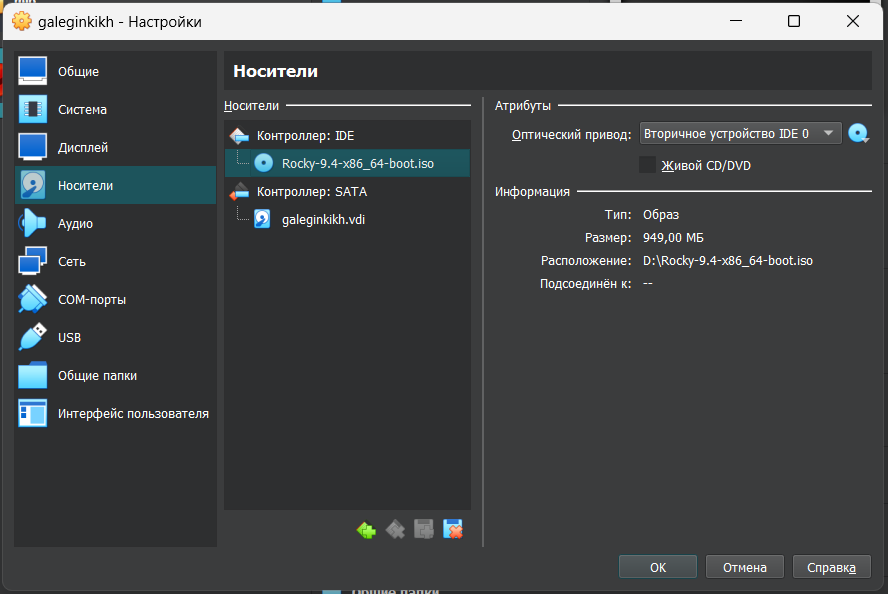 galeginkikh - Настройки
Общие
Система
Дисплей
Носители
Аудио
Сеть
COM-порты
USB
Общие папки
Интерфейс пользователя
Носители
Носители
Контроллер: IDE
Rocky-9.4-x86_64-boot.iso
Контроллер: SATA
galeginkikh.vdi
Атрибуты
Оптический привод: Вторичное устройство IDE 0
Живой CD/DVD
Информация
Тип: Образ
Размер: 949,00 МБ
Расположение: D:\Rocky-9.4-x86_64-boot.iso
Подсоединён к: --
OK Отмена Справка
Общие папки